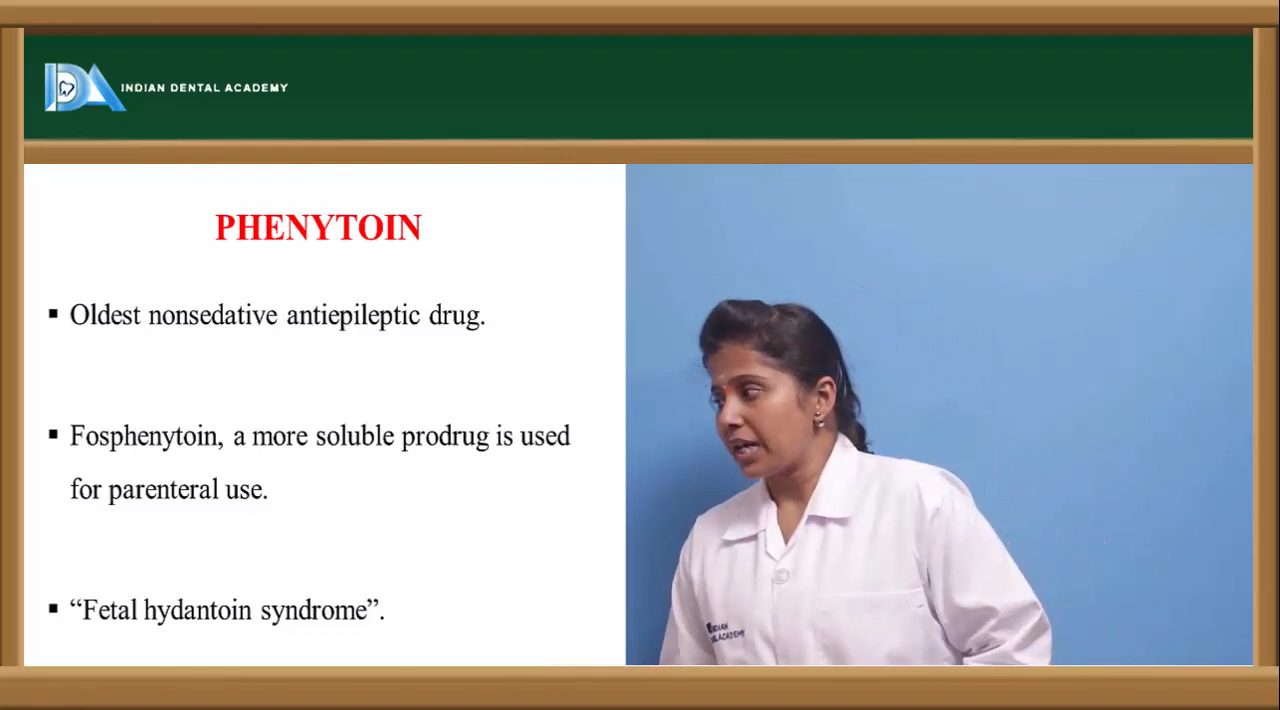 INDIAN DENTAL ACADEMY
PHENYTOIN
▪ Oldest nonsedative antiepileptic drug.
▪ Fosphenytoin, a more soluble prodrug is used
for parenteral use.
▪ “Fetal hydantoin syndrome”.
ACADEMY